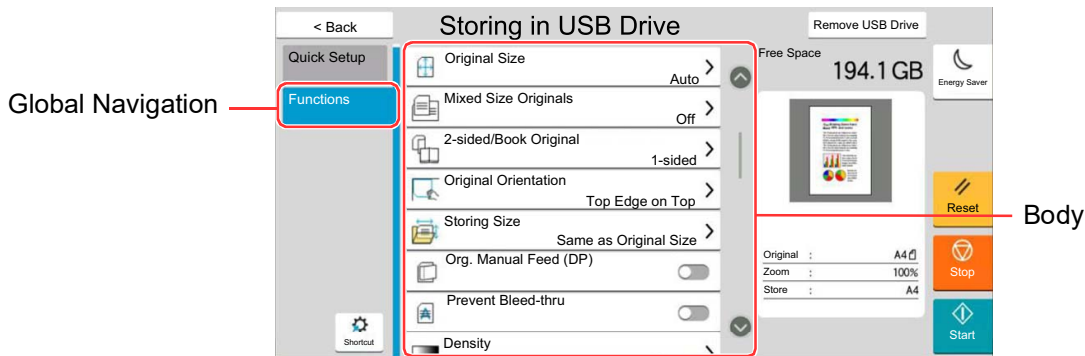 < Back
Storing in USB Drive
Remove USB Drive
Quick Setup
Functions
Global Navigation
Original Size
Auto
Mixed Size Originals
Off
2-sided/Book Original
1-sided
Original Orientation
Top Edge on Top
Storing Size
Same as Original Size
Org. Manual Feed (DP)
Prevent Bleed-thru
Density
Shortcut
Free Space
194.1 GB
Original : A4
Zoom : 100%
Store : A4
Energy Saver
Reset
Stop
Start
Body